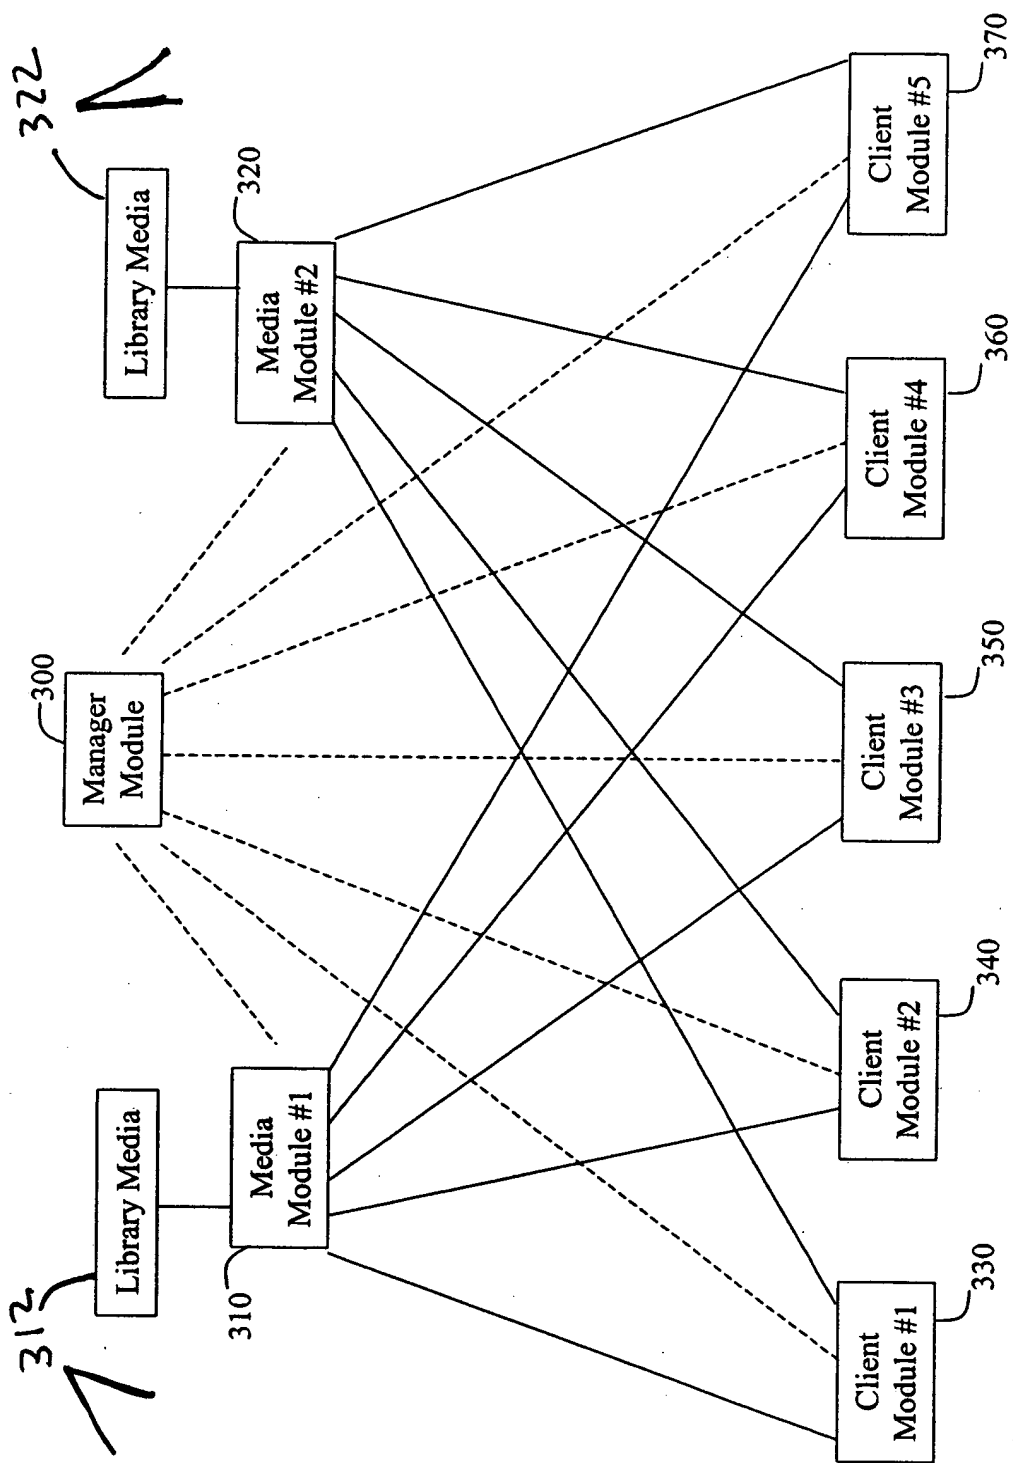 312
Library Media
322
Library Media
300
Manager
Module
310
Media
Module #1
320
Media
Module #2
Client
Module #1
330
Client
Module #2
340
Client
Module #3
350
Client
Module #4
360
Client
Module #5
370